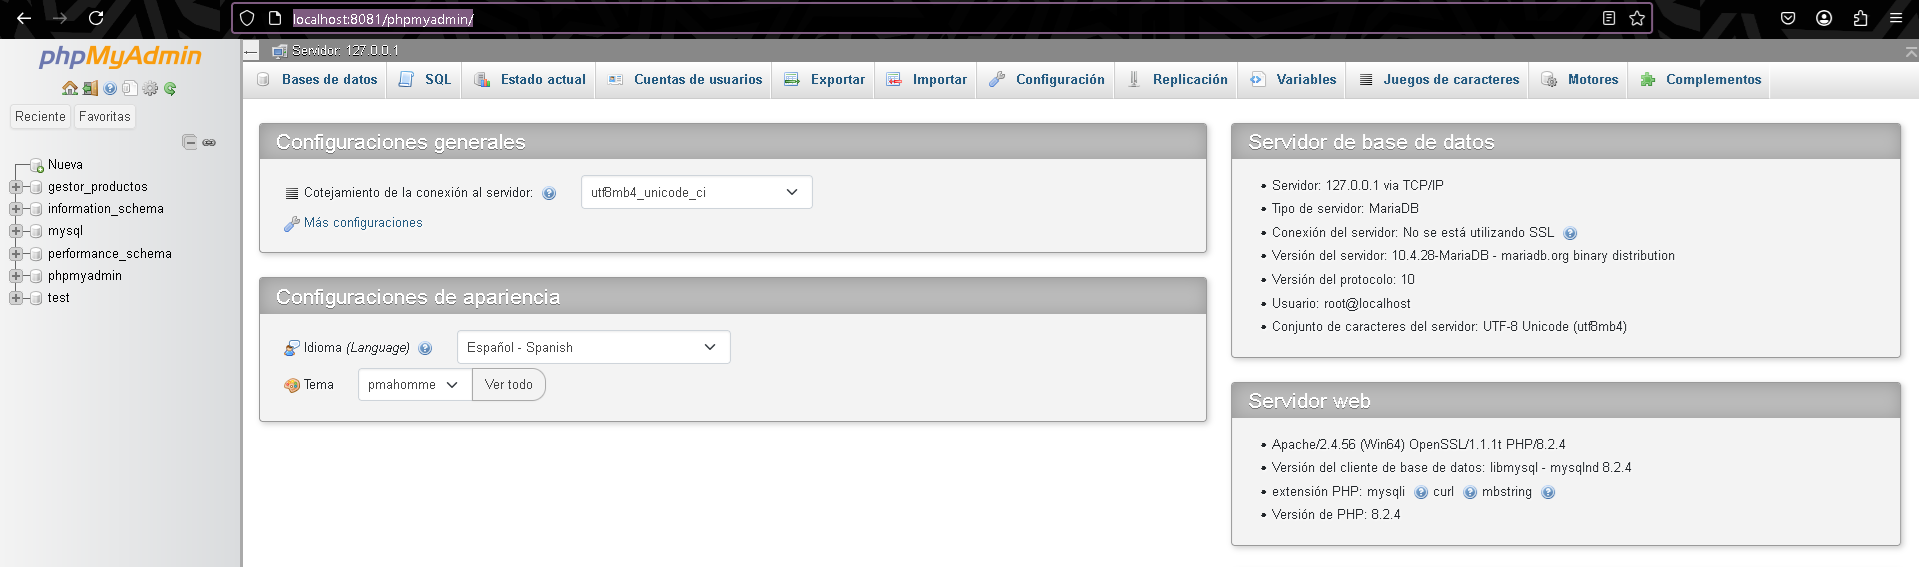 localhost:8081/phpmyadmin/
phpMyAdmin
Reciente Favoritas
Nueva
gestor_productos
information_schema
mysql
performance_schema
phpmyadmin
test
Servidor: 127.0.0.1
Bases de datos SQL Estado actual Cuentas de usuarios Exportar Importar Configuración Replicación Variables Juegos de caracteres Motores Complementos
Configuraciones generales
Cotejamiento de la conexión al servidor: utf8mb4_unicode_ci
Más configuraciones
Configuraciones de apariencia
Idioma (Language) Español - Spanish
Tema pmahomme Ver todo
Servidor de base de datos
• Servidor: 127.0.0.1 via TCP/IP
• Tipo de servidor: MariaDB
• Conexión del servidor: No se está utilizando SSL
• Versión del servidor: 10.4.28-MariaDB - mariadb.org binary distribution
• Versión del protocolo: 10
• Usuario: root@localhost
• Conjunto de caracteres del servidor: UTF-8 Unicode (utf8mb4)
Servidor web
• Apache/2.4.56 (Win64) OpenSSL/1.1.1t PHP/8.2.4
• Versión del cliente de base de datos: libmysql - mysqlnd 8.2.4
• extensión PHP: mysqli curl mbstring
• Versión de PHP: 8.2.4